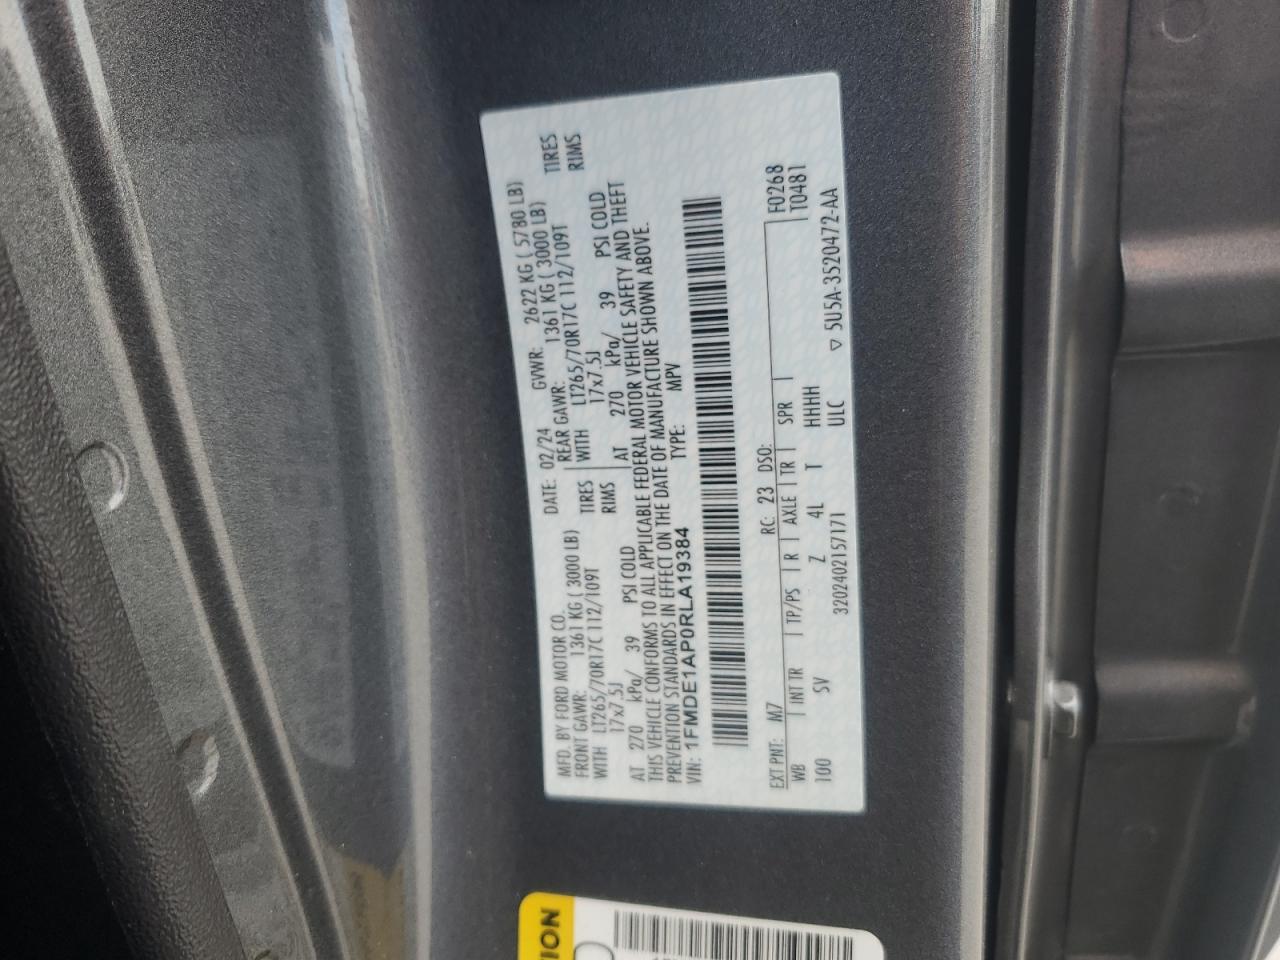 MFD. BY FORD MOTOR CO. DATE: 02/24 GVWR: 2622 KG ( 5780 LB)
FRONT GAWR: 1361 KG ( 3000 LB) REAR GAWR: 1361 KG ( 3000 LB)
WITH LT265/70R17C 112/109T TIRES WITH LT265/70R17C 112/109T TIRES
17x7.5J RIMS 17x7.5J RIMS
AT 270 kPa/ 39 PSI COLD AT 270 kPa/ 39 PSI COLD
THIS VEHICLE CONFORMS TO ALL APPLICABLE FEDERAL MOTOR VEHICLE SAFETY AND THEFT
PREVENTION STANDARDS IN EFFECT ON THE DATE OF MANUFACTURE SHOWN ABOVE.
VIN: 1FMDE1AP0RLA19384 TYPE: MPV
EXT PNT: M7 RC: 23 DSO: F0268
WB INT TR TP/PS R AXLE TR SPR T0481
100 SV Z 4L T HHHH
3202402157171 ULC ▽ 5U5A-3520472-AA
TION